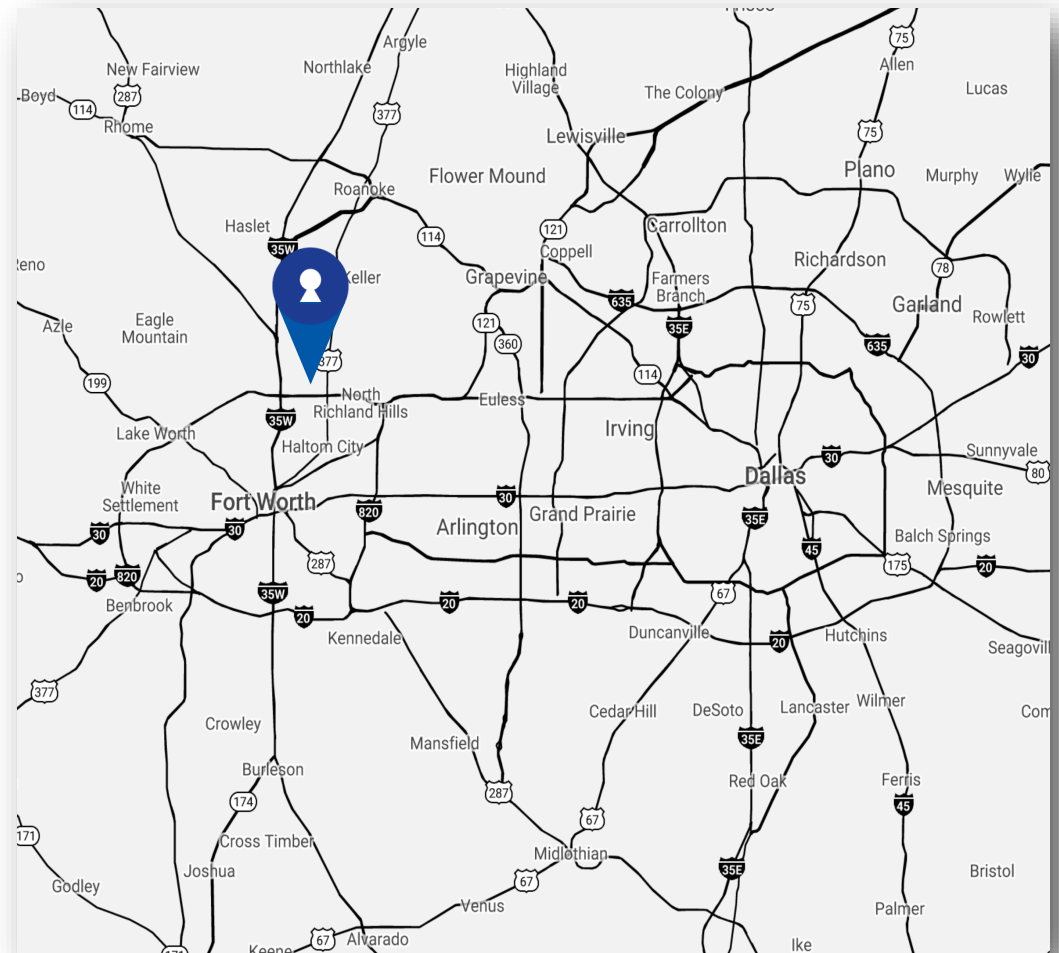 Argyle
75
New Fairview
Northlake
Highland
Village
Allen
287
Boyd
114
The Colony
Lucas
377
Rhome
Lewisville
75
Plano
Flower Mound
Murphy
Wylie
Roanoke
Haslet
114
121
Carrollton
35W
Coppell
Richardson
78
Keller
Grapevine
Farmers
Branch
635
75
Garland
Rowlett
Azle
Eagle
Mountain
121
360
35E
635
30
377
199
114
North
Richland Hills
Euless
35W
Irving
Lake Worth
Haltom City
30
Sunnyvale
80
Dallas
White
Settlement
Fort Worth
30
Mesquite
820
Arlington
Grand Prairie
35E
30
30
45
Balch Springs
287
175
20
20
820
35W
67
Benbrook
20
20
20
Kennedale
Duncanville
20
Hutchins
377
Crowley
Cedar Hill
DeSoto
Lancaster
Wilmer
Mansfield
35E
Burleson
Red Oak
Ferris
287
174
45
67
171
Cross Timber
Midlothian
Joshua
35E
Bristol
Godley
67
Venus
Palmer
67
Alvarado
Ike